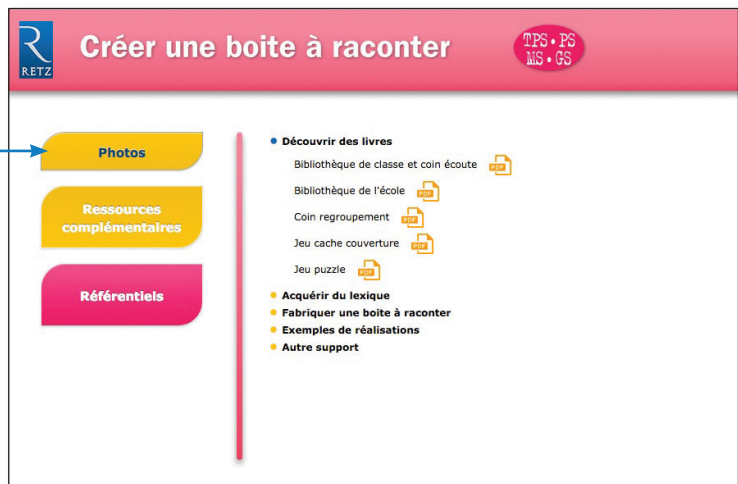 RETZ
Créer une boite à raconter
TPS • PS
MS • GS
Photos
Ressources
complémentaires
Référentiels
• Découvrir des livres
Bibliothèque de classe et coin écoute PDF
Bibliothèque de l'école PDF
Coin regroupement PDF
Jeu cache couverture PDF
Jeu puzzle PDF
• Acquérir du lexique
• Fabriquer une boite à raconter
• Exemples de réalisations
• Autre support